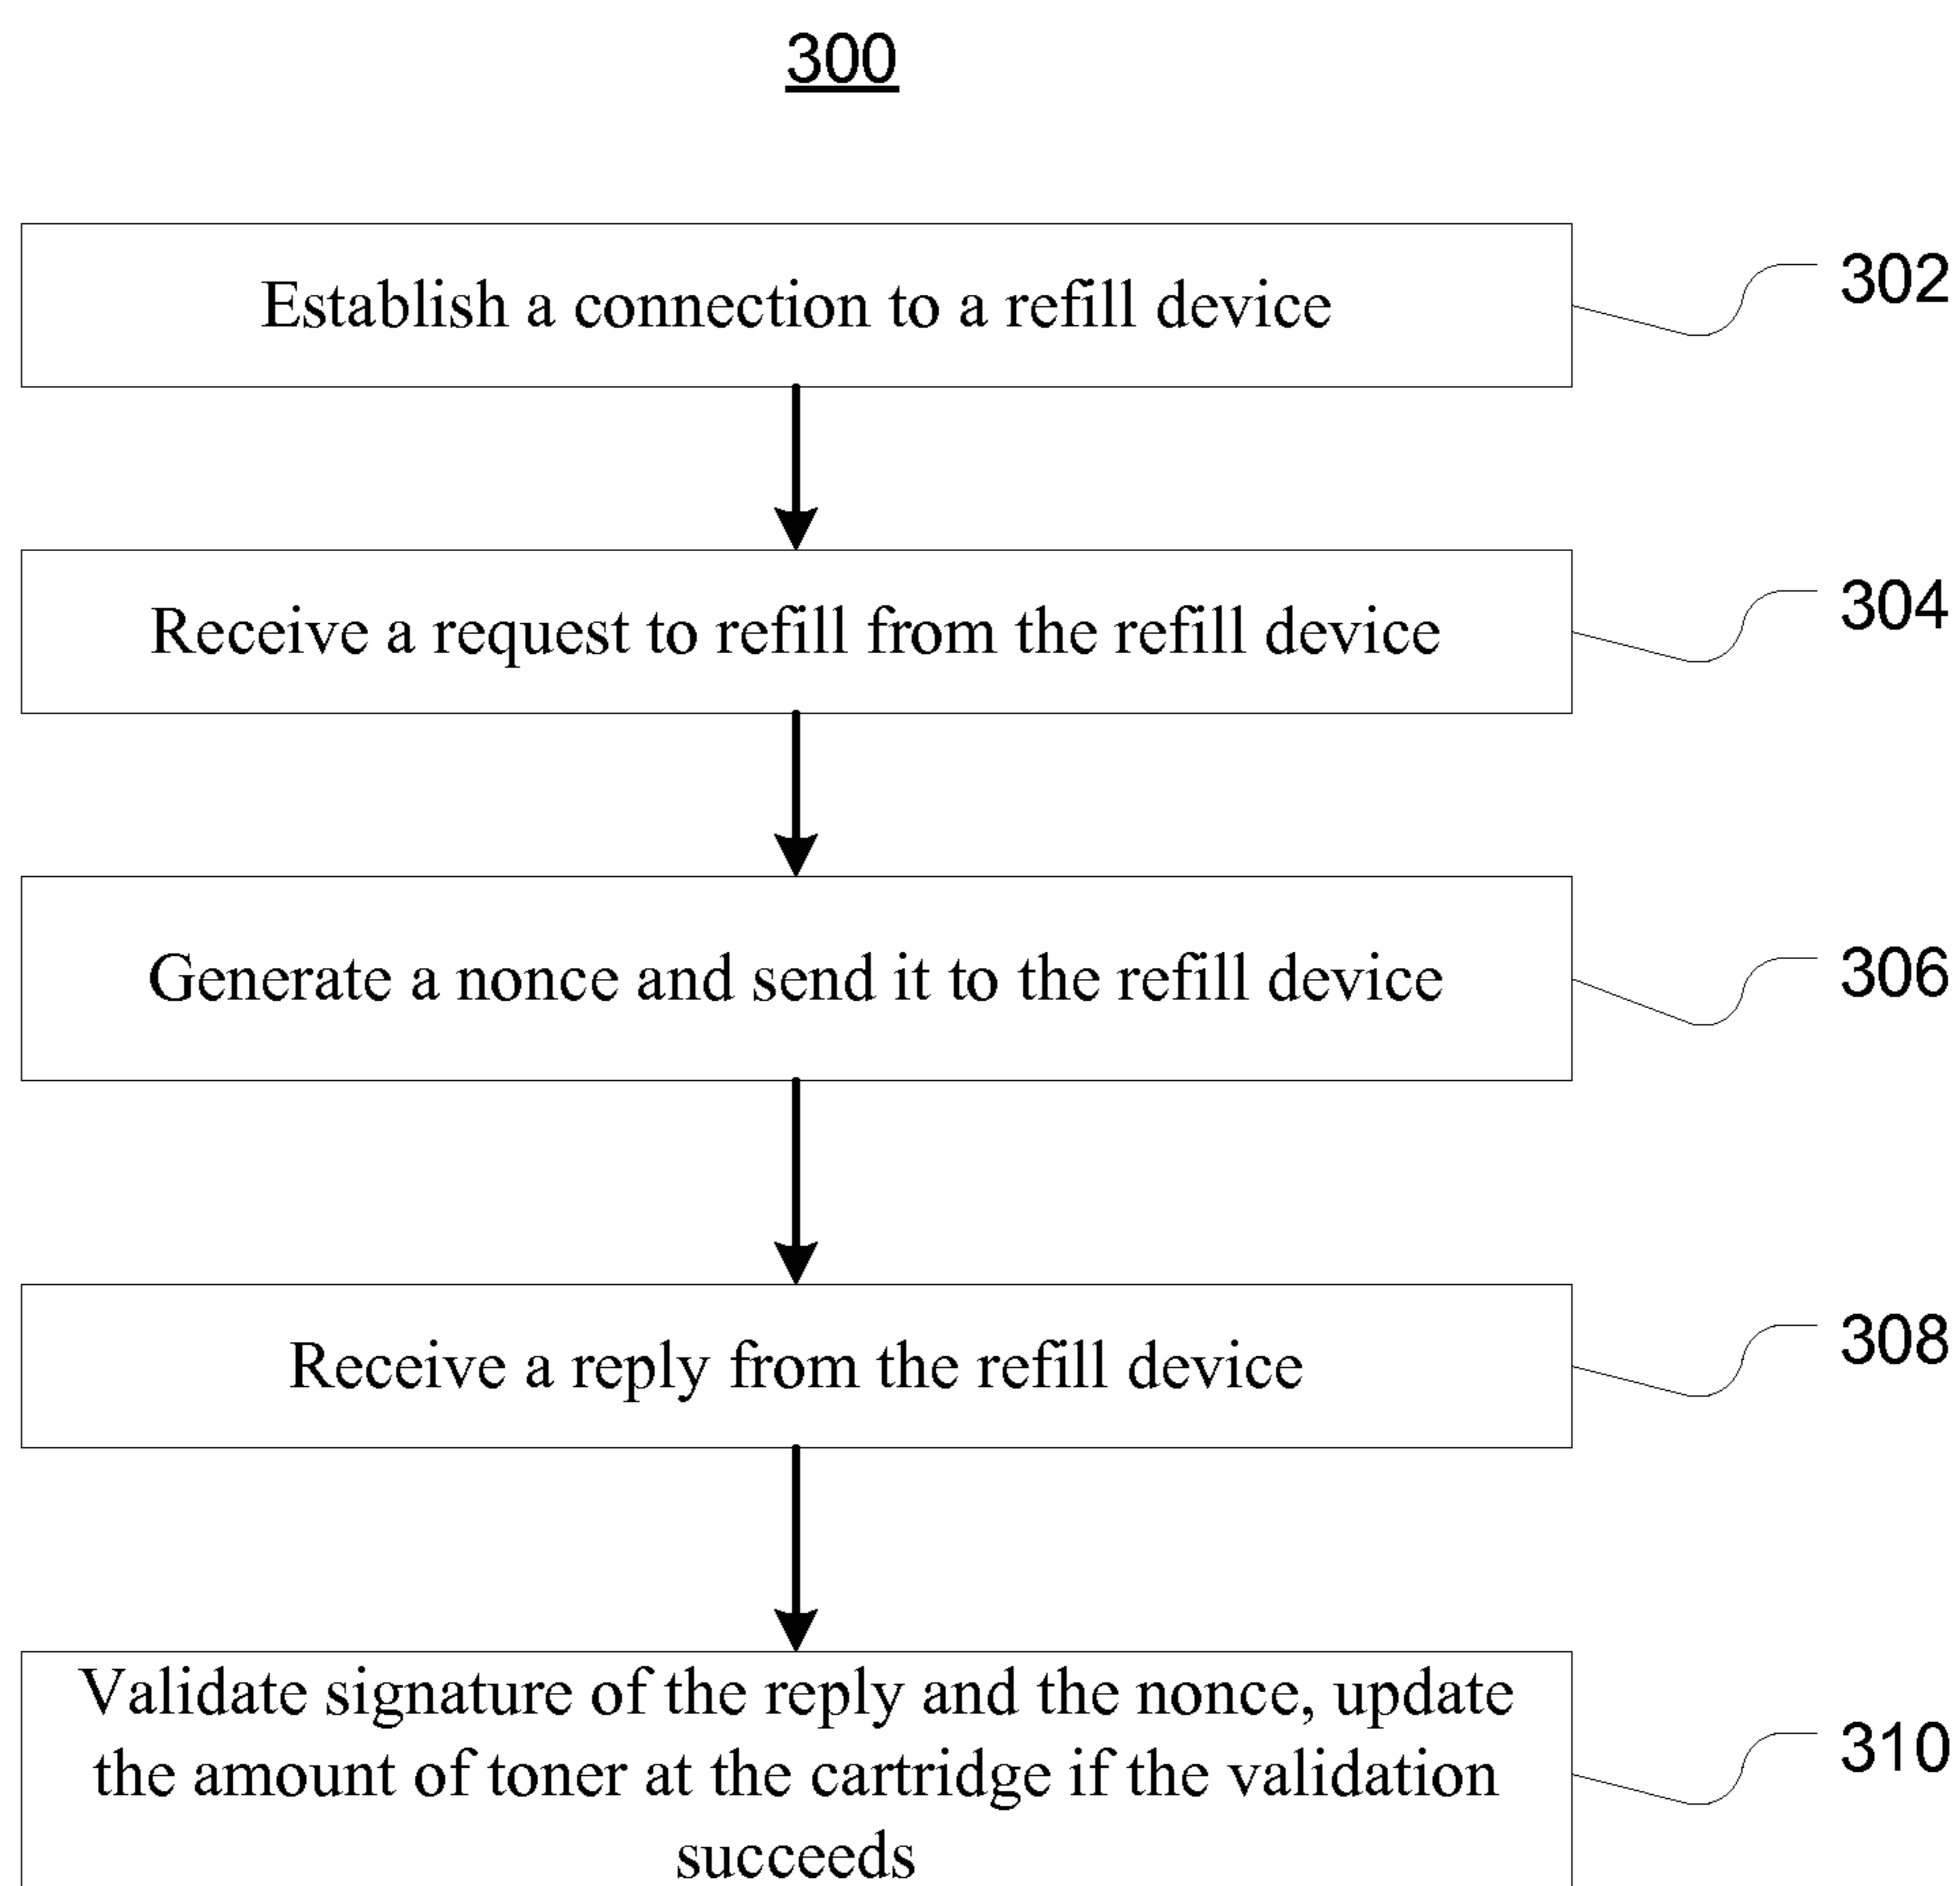 300
Establish a connection to a refill device
302
Receive a request to refill from the refill device
304
Generate a nonce and send it to the refill device
306
Receive a reply from the refill device
308
Validate signature of the reply and the nonce, update
the amount of toner at the cartridge if the validation
succeeds
310